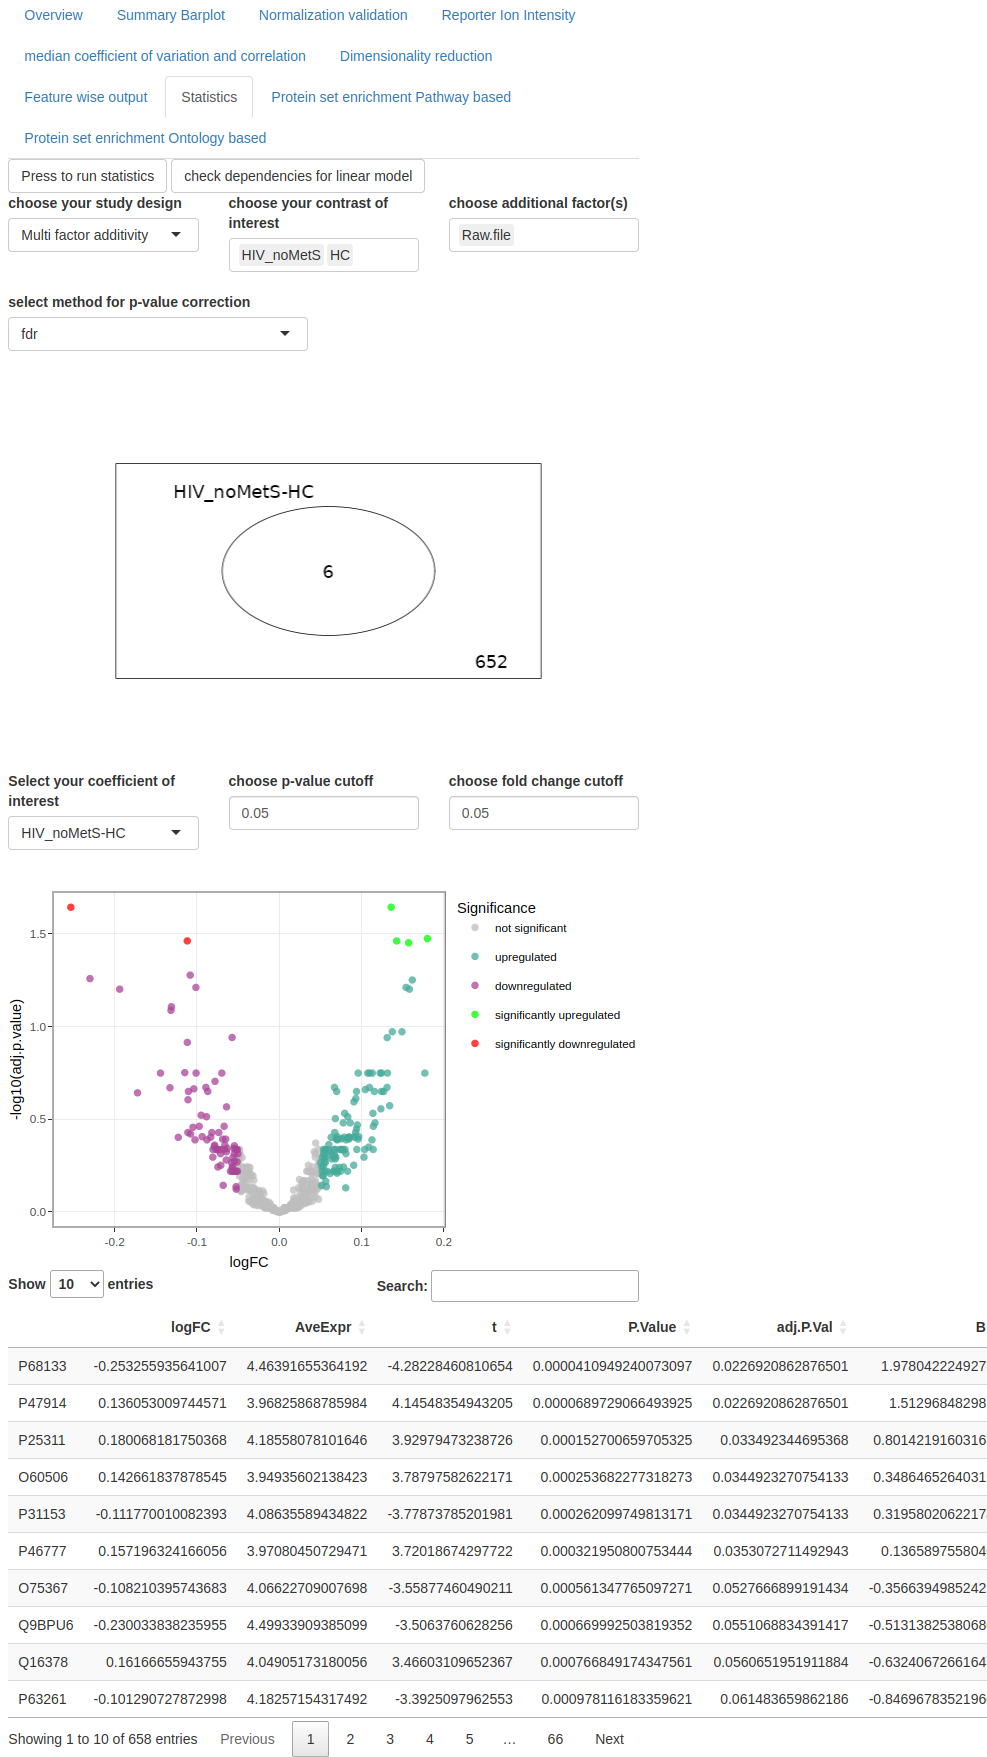 Overview Summary Barplot Normalization validation Reporter Ion Intensity
median coefficient of variation and correlation Dimensionality reduction
Feature wise output Statistics Protein set enrichment Pathway based
Protein set enrichment Ontology based
Press to run statistics check dependencies for linear model
choose your study design choose your contrast of interest choose additional factor(s)
Multi factor additivity HIV_noMetS HC Raw.file
select method for p-value correction
fdr
HIV_noMetS-HC
6
652
Select your coefficient of interest choose p-value cutoff choose fold change cutoff
HIV_noMetS-HC 0.05 0.05
Significance
not significant
upregulated
downregulated
significantly upregulated
significantly downregulated
-log10(adj.p.value)
1.5
1.0
0.5
0.0
-0.2 -0.1 0.0 0.1 0.2
logFC
Show 10 entries Search:
logFC AveExpr t P.Value adj.P.Val B
P68133 -0.253255935641007 4.46391655364192 -4.28228460810654 0.0000410949240073097 0.0226920862876501 1.978042224927
P47914 0.136053009744571 3.96825868785984 4.14548354943205 0.0000689729066493925 0.0226920862876501 1.51296848298
P25311 0.180068181750368 4.18558078101646 3.92979473238726 0.000152700659705325 0.033492344695368 0.8014219160316
O60506 0.142661837878545 3.94935602138423 3.78797582622171 0.000253682277318273 0.0344923270754133 0.348646526403​1
P31153 -0.111770010082393 4.08635589434822 -3.77873785201981 0.000262099749813171 0.0344923270754133 0.319580206221​7
P46777 0.157196324166056 3.97080450729471 3.72018674297722 0.000321950800753444 0.0353072711492943 0.1365897558​04
O75367 -0.108210395743683 4.06622709007698 -3.55877460490211 0.000561347765097271 0.0527666899191434 -0.3566394985242
Q9BPU6 -0.230033838235955 4.49933909385099 -3.5063760628256 0.000669992503819352 0.0551068834391417 -0.513138253806​8
Q16378 0.16166655943755 4.04905173180056 3.46603109652367 0.000766849174347561 0.0560651951911884 -0.632406726616​4
P63261 -0.101290727872998 4.18257154317492 -3.3925097962553 0.000978116183359621 0.061483659862186 -0.846967835219​6
Showing 1 to 10 of 658 entries Previous 1 2 3 4 5 … 66 Next